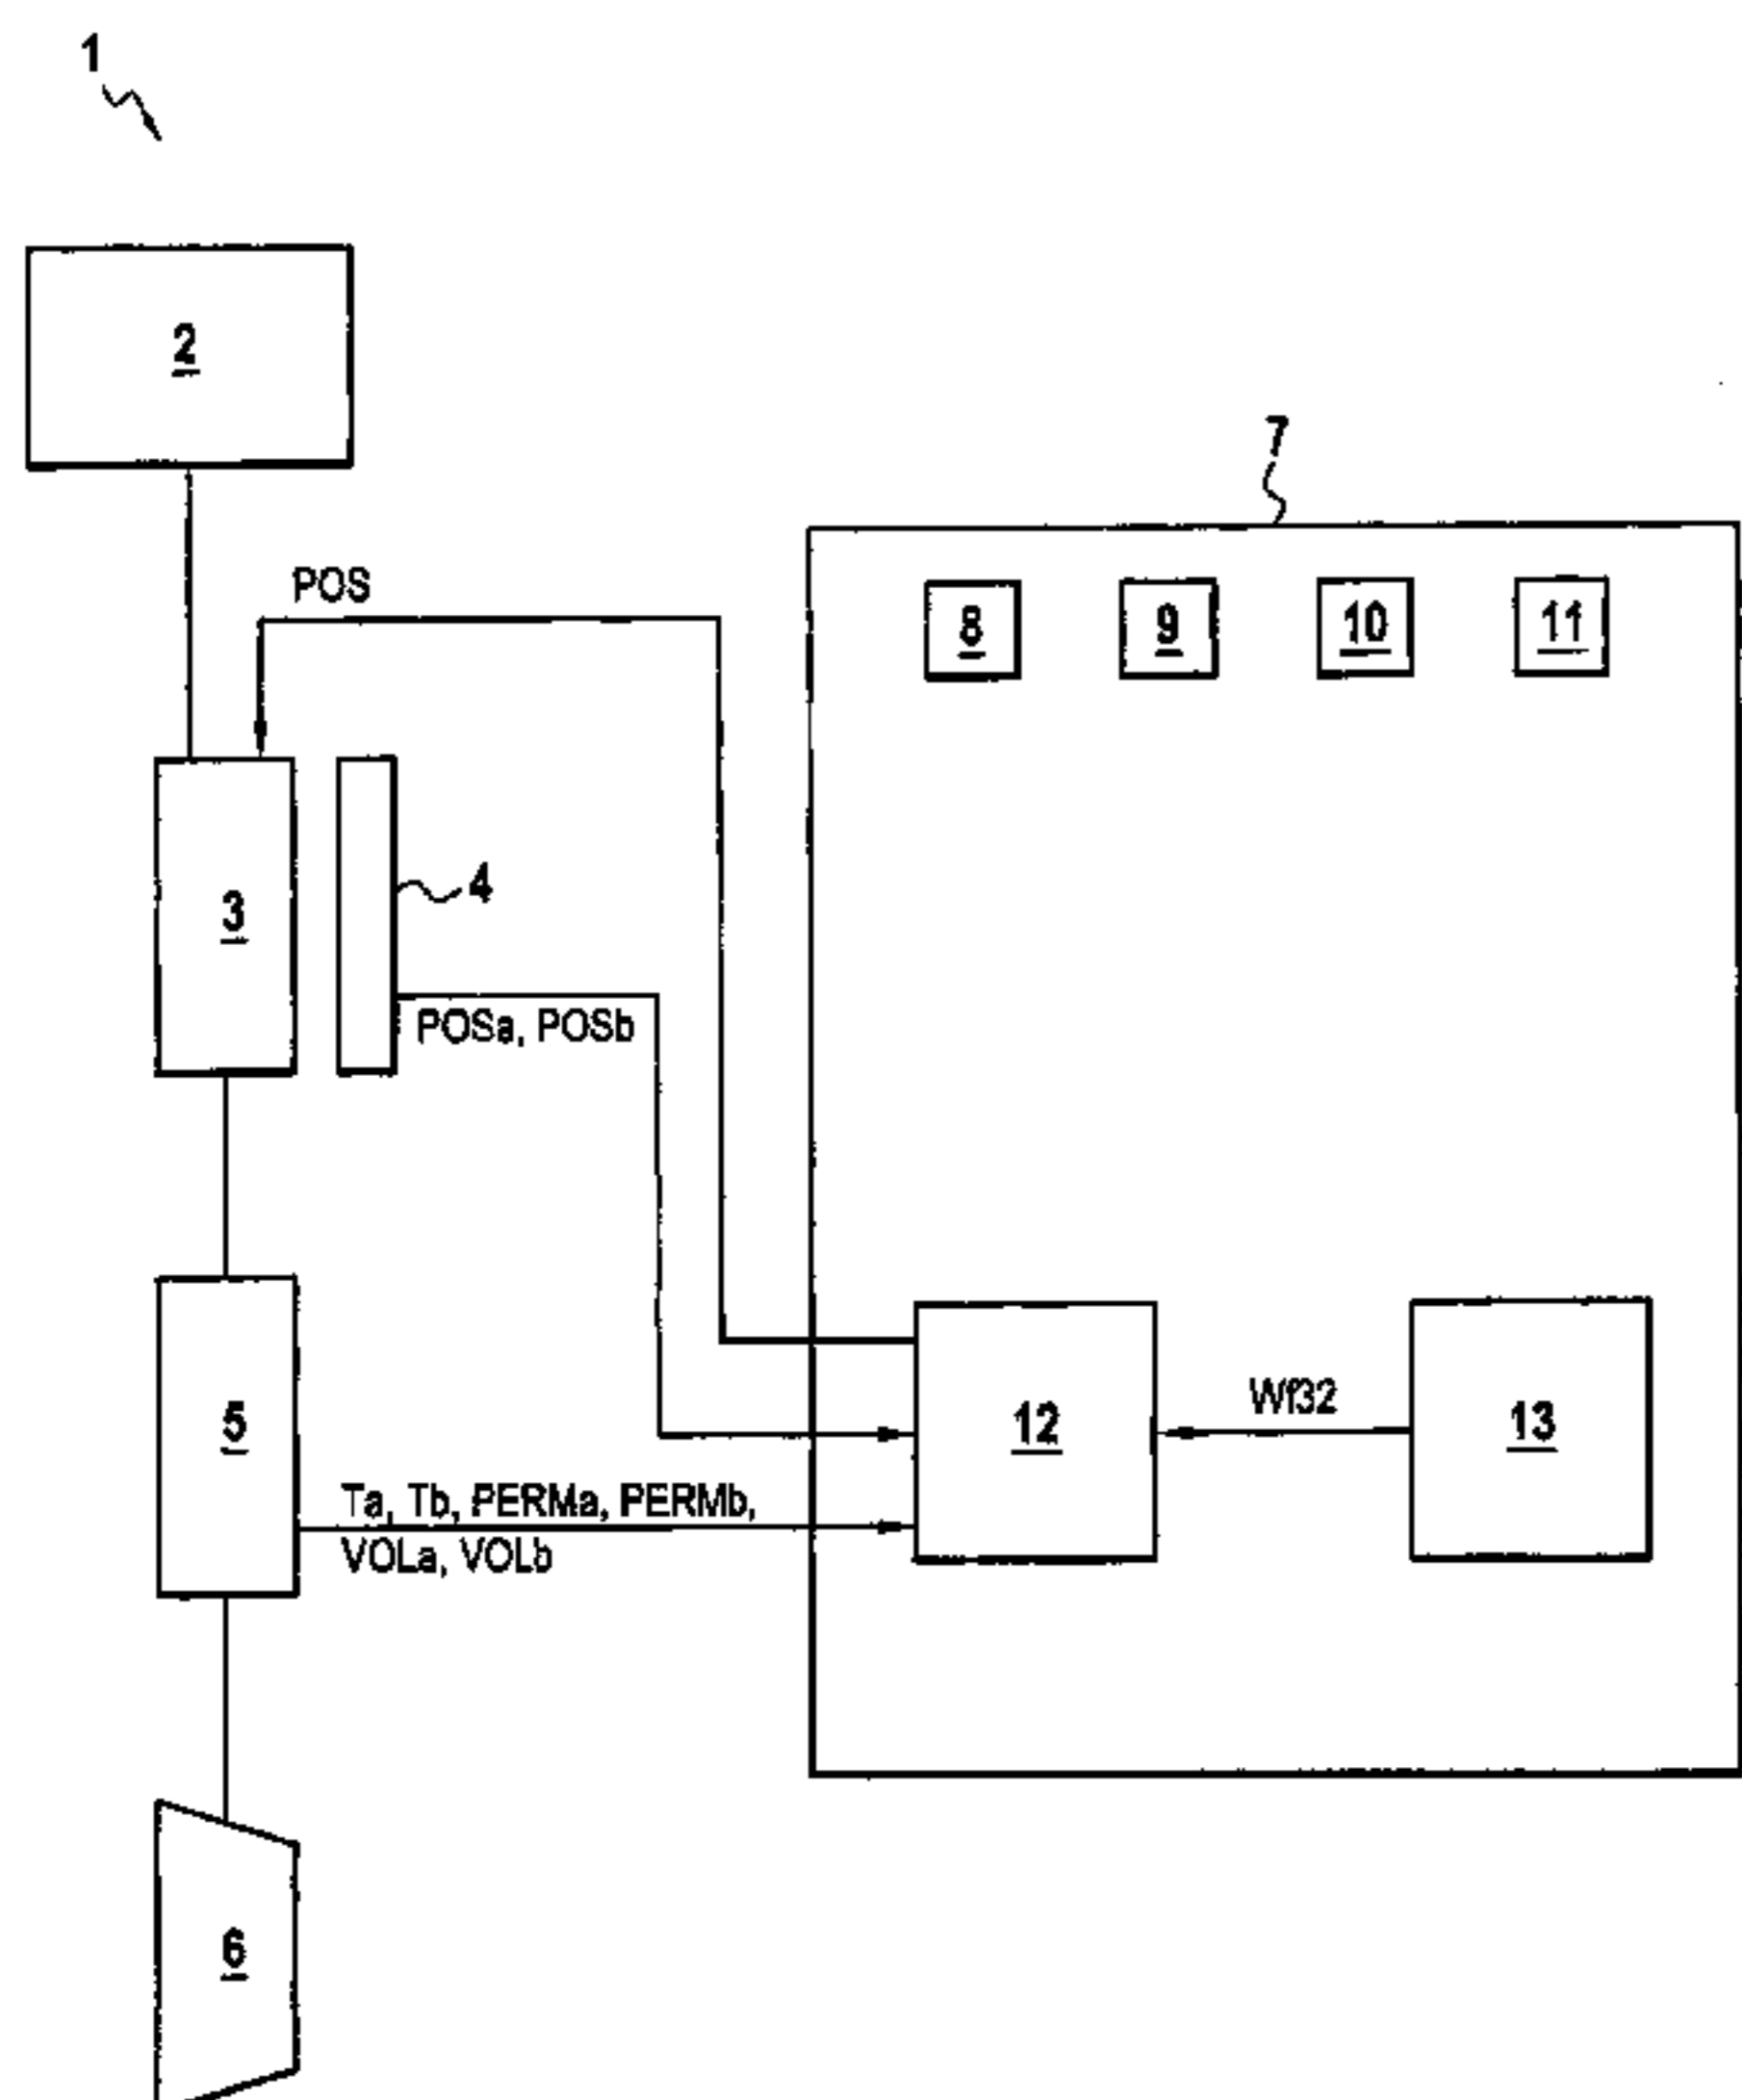 1
2
7
POS
8
9
10
11
4
3
POSa, POSb
Wf32
12
13
5
Ta, Tb, PERMa, PERMb,
VOLa, VOLb
6